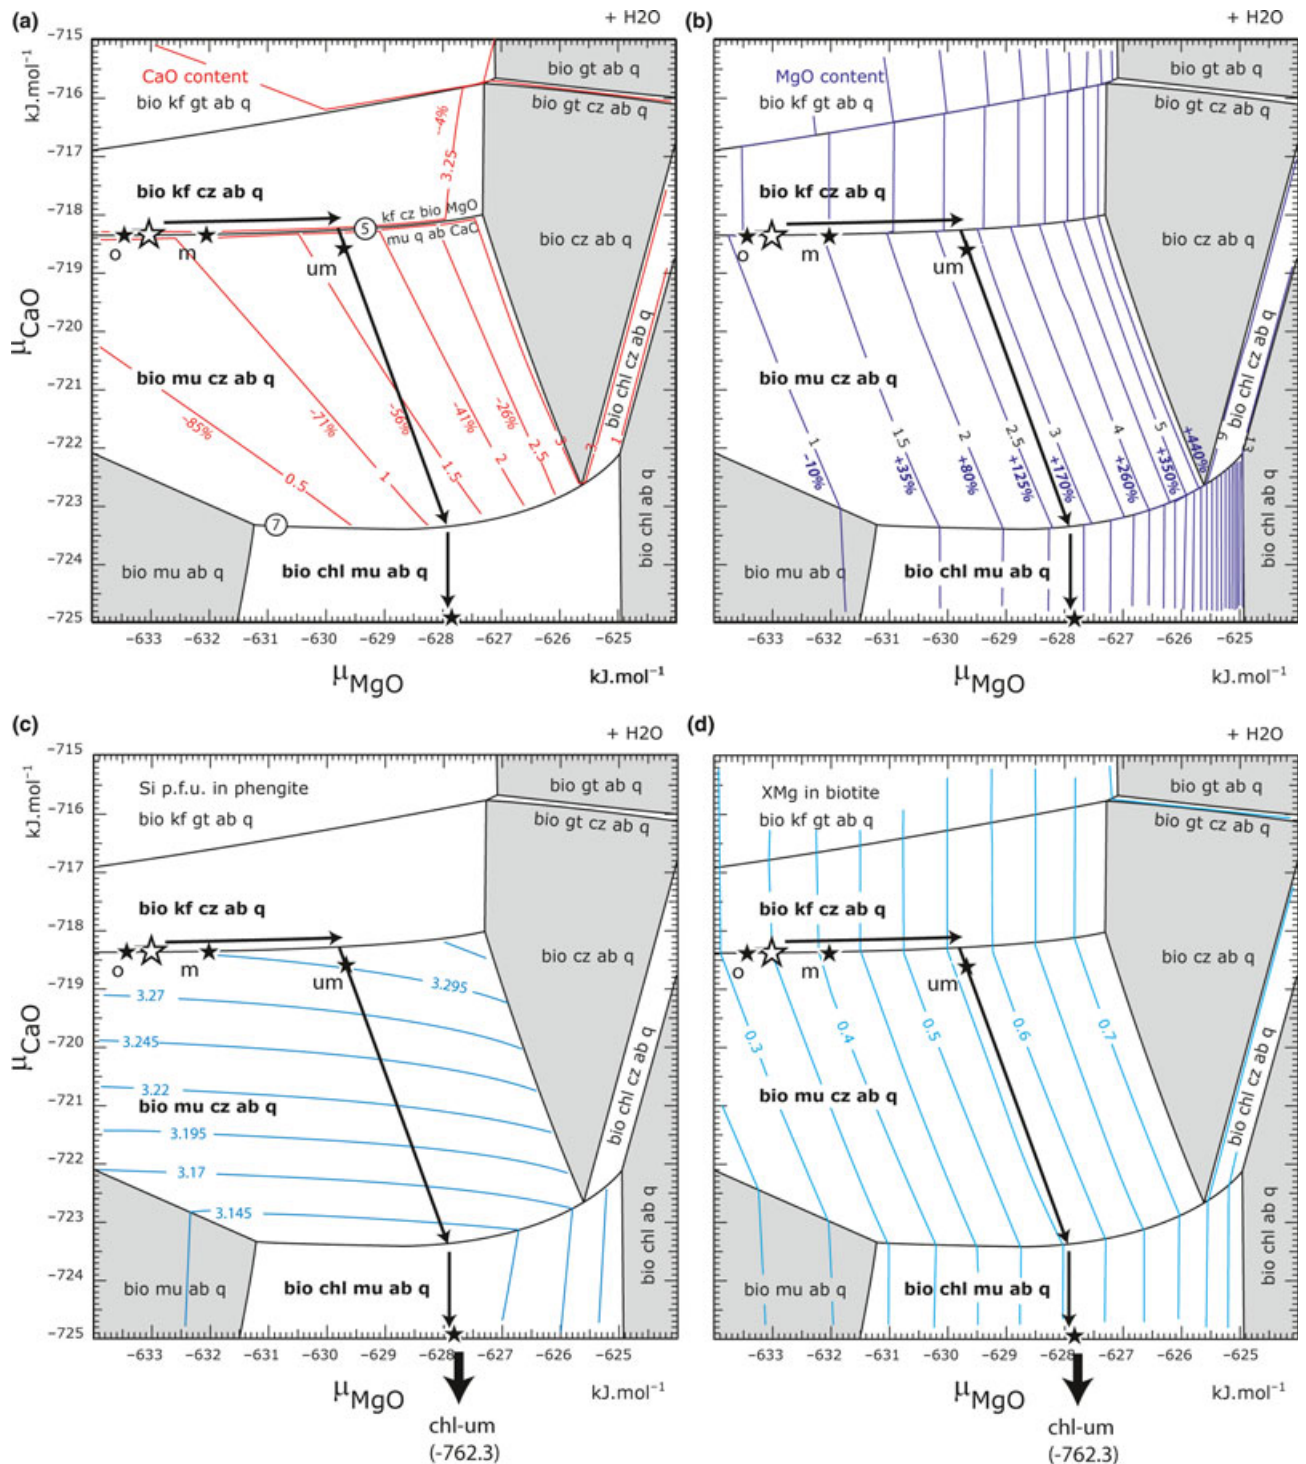 (a)
+ H2O
kJ.mol⁻¹
−715
CaO content
bio kf gt ab q
bio gt ab q
bio gt cz ab q
−716
−4%
3.25
−717
bio kf cz ab q
−718
5
kf cz bio MgO
mu q ab CaO
bio cz ab q
o
m
um
−719
μCaO
−720
bio mu cz ab q
−721
−85%
−71%
−56%
−41%
−26%
bio chl cz ab q
−722
0.5
1
1.5
2
2.5
3
3
1
−723
7
−724
bio mu ab q
bio chl mu ab q
bio chl ab q
−725
−633
−632
−631
−630
−629
−628
−627
−626
−625
μMgO
kJ.mol⁻¹
(b)
+ H2O
MgO content
bio kf gt ab q
bio gt ab q
bio gt cz ab q
bio kf cz ab q
bio cz ab q
o
m
um
bio mu cz ab q
bio chl cz ab q
1
1.5
2
2.5
3
4
5
6
13
−10%
+35%
+80%
+125%
+170%
+260%
+350%
+440%
bio mu ab q
bio chl mu ab q
bio chl ab q
−633
−632
−631
−630
−629
−628
−627
−626
−625
μMgO
kJ.mol⁻¹
(c)
+ H2O
kJ.mol⁻¹
−715
Si p.f.u. in phengite
bio kf gt ab q
bio gt ab q
bio gt cz ab q
−716
−717
bio kf cz ab q
−718
bio cz ab q
o
m
um
3.295
−719
3.27
μCaO
−720
3.245
−721
3.22
bio mu cz ab q
3.195
bio chl cz ab q
−722
3.17
−723
3.145
−724
bio mu ab q
bio chl mu ab q
bio chl ab q
−725
−633
−632
−631
−630
−629
−628
−627
−626
−625
μMgO
kJ.mol⁻¹
chl-um
(-762.3)
(d)
+ H2O
XMg in biotite
bio kf gt ab q
bio gt ab q
bio gt cz ab q
bio kf cz ab q
bio cz ab q
o
m
um
0.3
0.4
0.5
0.6
0.7
bio mu cz ab q
bio chl cz ab q
bio mu ab q
bio chl mu ab q
bio chl ab q
−633
−632
−631
−630
−629
−628
−627
−626
−625
μMgO
kJ.mol⁻¹
chl-um
(-762.3)